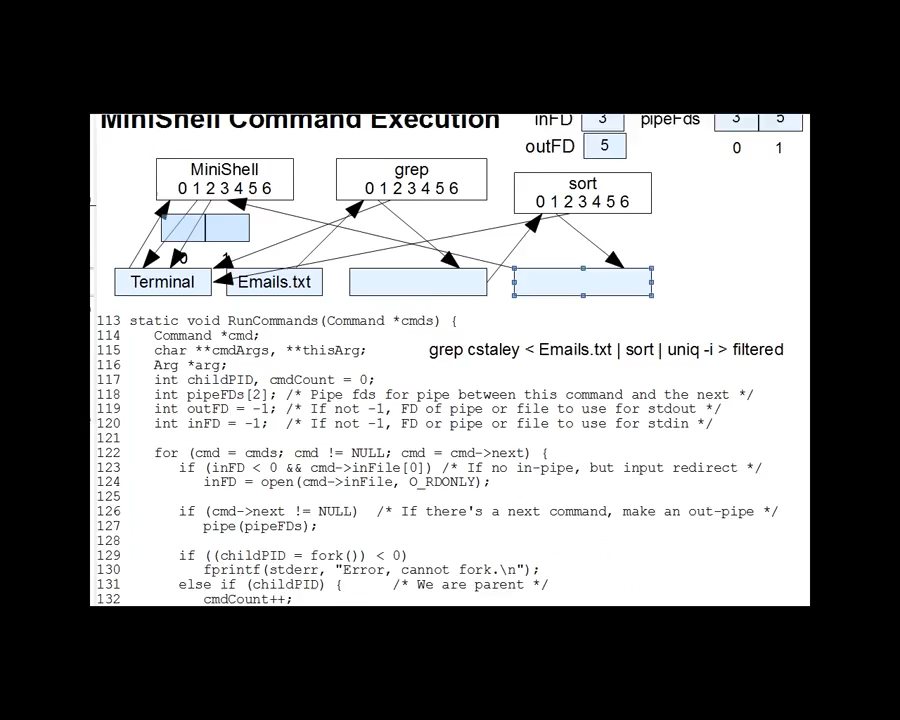 MiniShell Command Execution
inFD 3 pipeFds 3 5
outFD 5 0 1
MiniShell
0 1 2 3 4 5 6
grep
0 1 2 3 4 5 6
sort
0 1 2 3 4 5 6
0 1
Terminal
Emails.txt
113 static void RunCommands(Command *cmds) {
114 Command *cmd;
115 char **cmdArgs, **thisArg;
grep cstaley < Emails.txt | sort | uniq -i > filtered
116 Arg *arg;
117 int childPID, cmdCount = 0;
118 int pipeFDs[2]; /* Pipe fds for pipe between this command and the next */
119 int outFD = -1; /* If not -1, FD of pipe or file to use for stdout */
120 int inFD = -1; /* If not -1, FD or pipe or file to use for stdin */
121
122 for (cmd = cmds; cmd != NULL; cmd = cmd->next) {
123 if (inFD < 0 && cmd->inFile[0]) /* If no in-pipe, but input redirect */
124 inFD = open(cmd->inFile, O_RDONLY);
125
126 if (cmd->next != NULL) /* If there's a next command, make an out-pipe */
127 pipe(pipeFDs);
128
129 if ((childPID = fork()) < 0)
130 fprintf(stderr, "Error, cannot fork.\n");
131 else if (childPID) { /* We are parent */
132 cmdCount++;